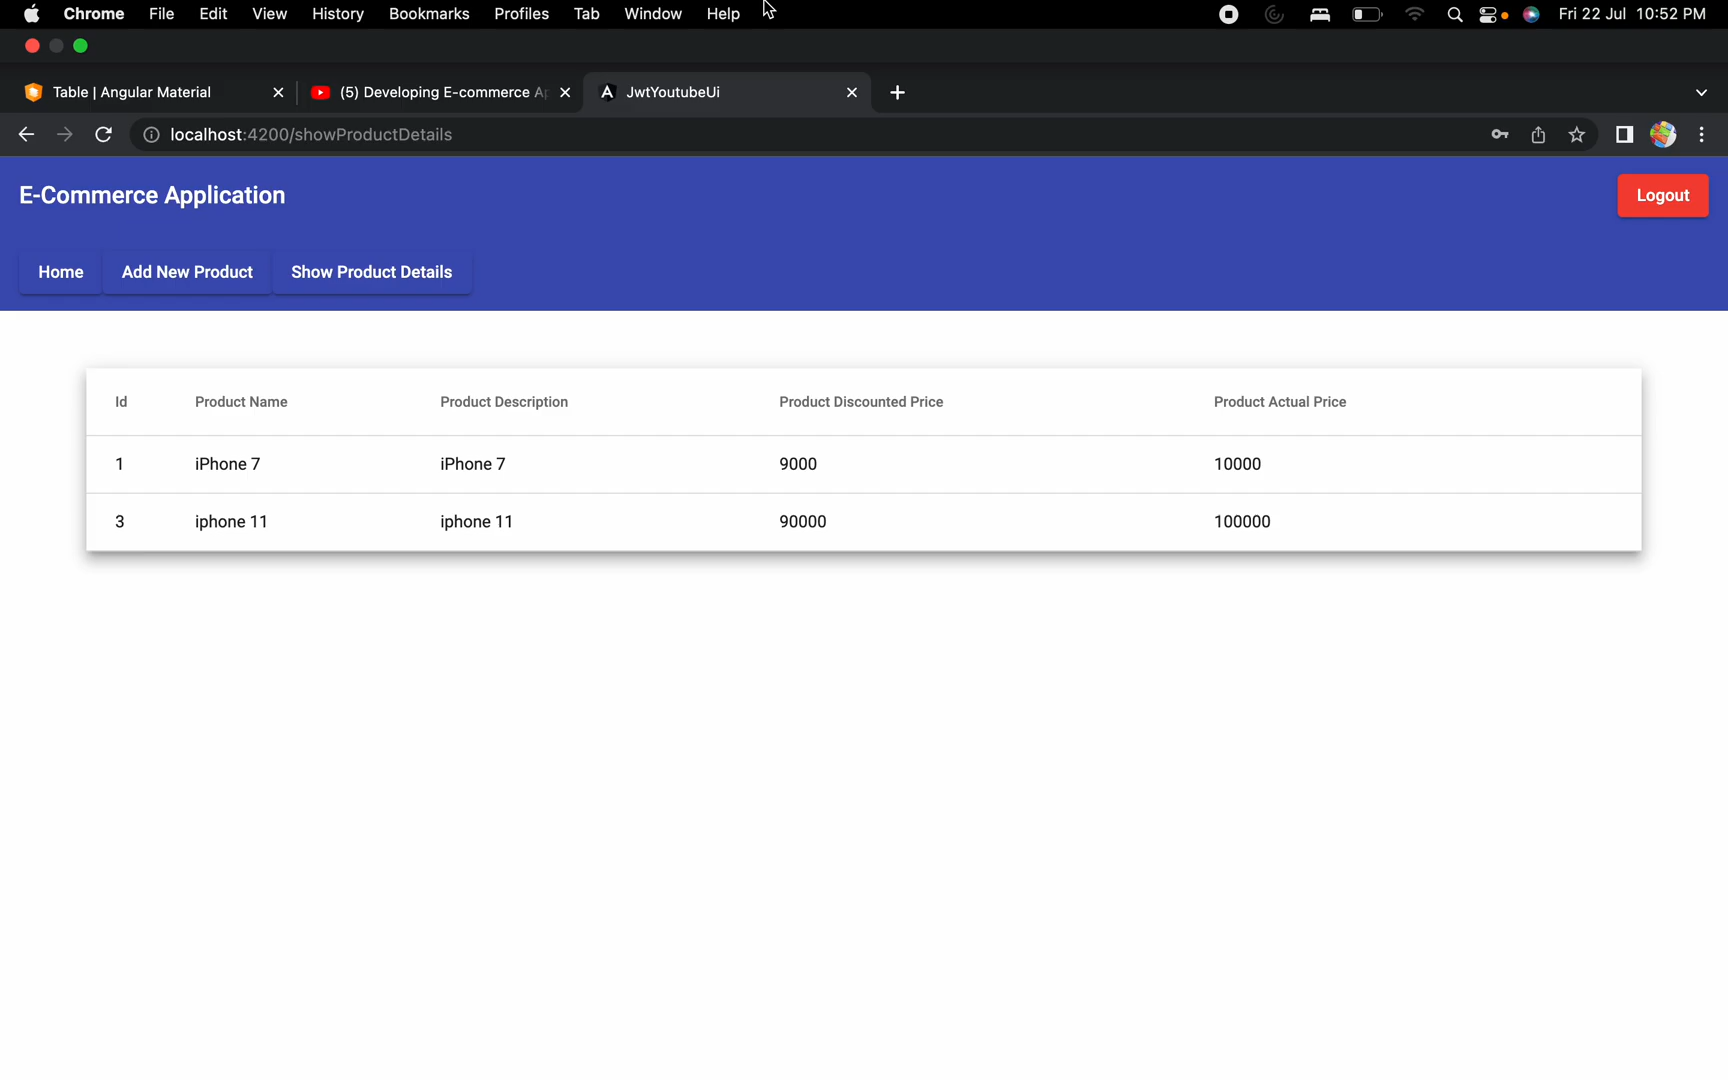 Chrome File Edit View History Bookmarks Profiles Tab Window Help Fri 22 Jul 10:52 PM
Table | Angular Material (5) Developing E-commerce Ap JwtYoutubeUi
localhost:4200/showProductDetails
E-Commerce Application Logout
Home Add New Product Show Product Details
Id Product Name Product Description Product Discounted Price Product Actual Price
1 iPhone 7 iPhone 7 9000 10000
3 iphone 11 iphone 11 90000 100000